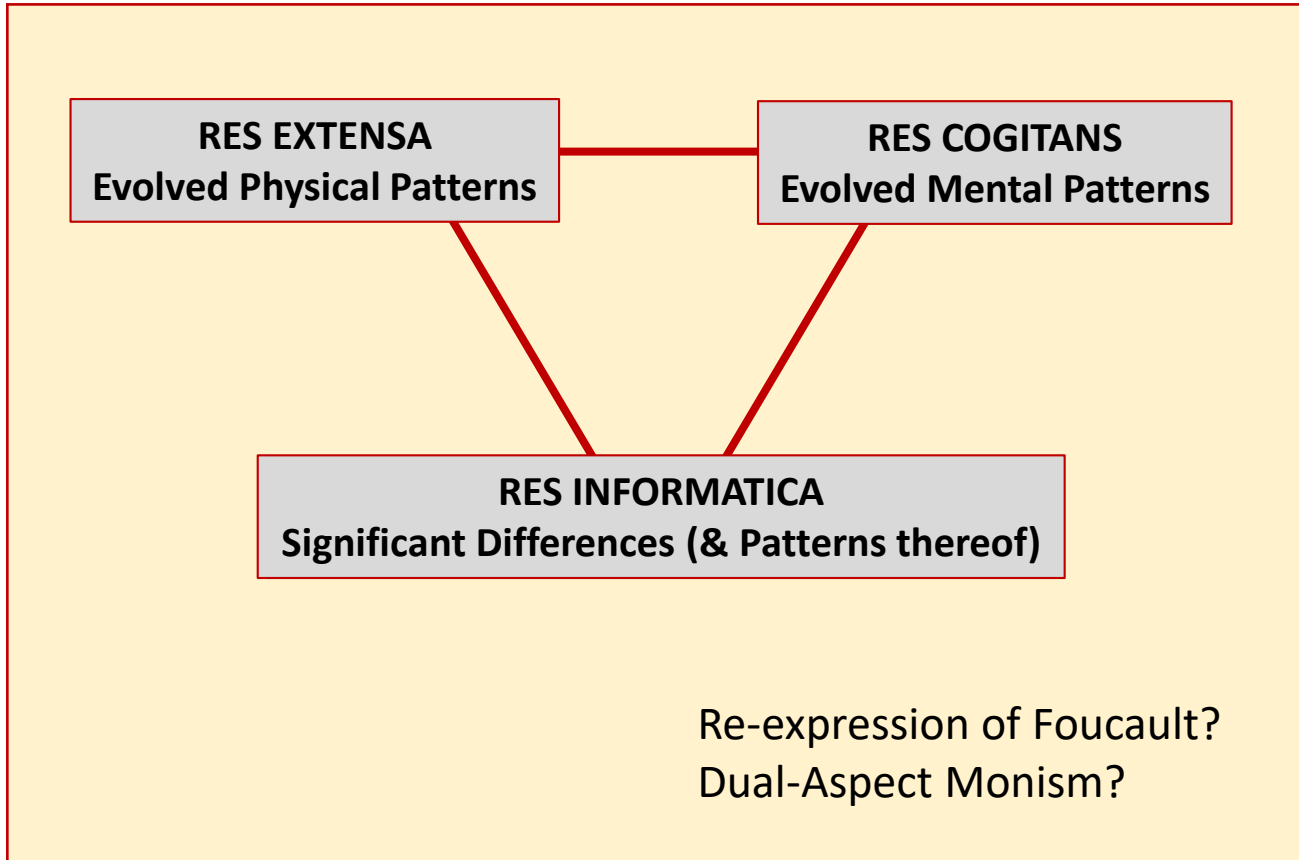 RES EXTENSA
Evolved Physical Patterns
RES COGITANS
Evolved Mental Patterns
RES INFORMATICA
Significant Differences (& Patterns thereof)
Re-expression of Foucault?
Dual-Aspect Monism?